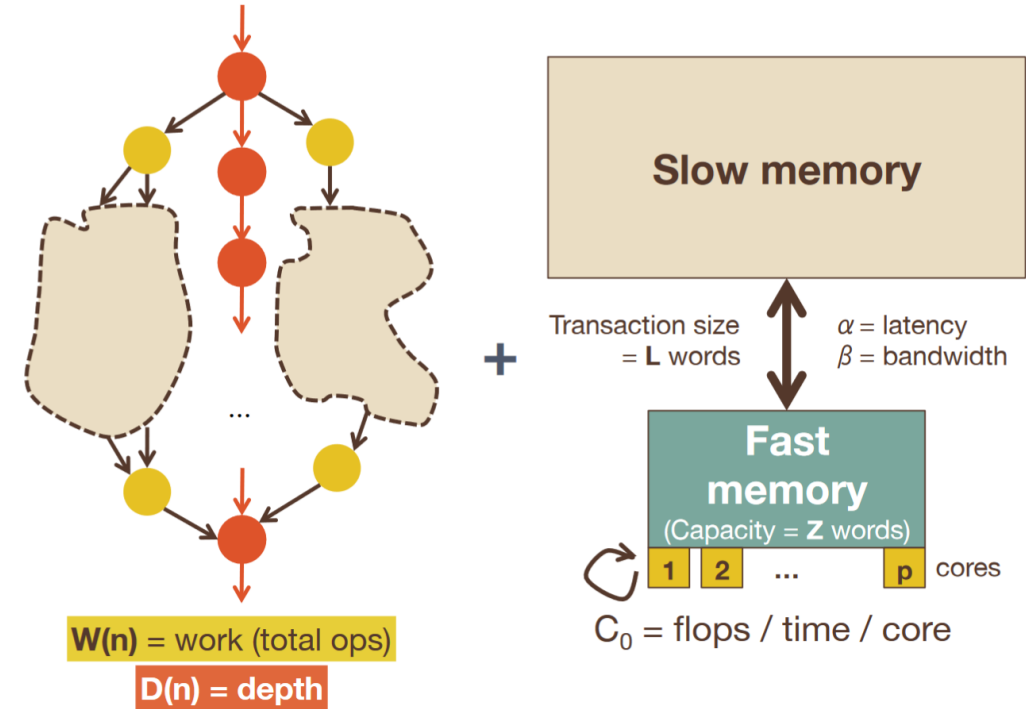 Slow memory
Transaction size
= L words
α = latency
β = bandwidth
...
+
Fast
memory
(Capacity = Z words)
1 2 ... p cores
C₀ = flops / time / core
W(n) = work (total ops)
D(n) = depth